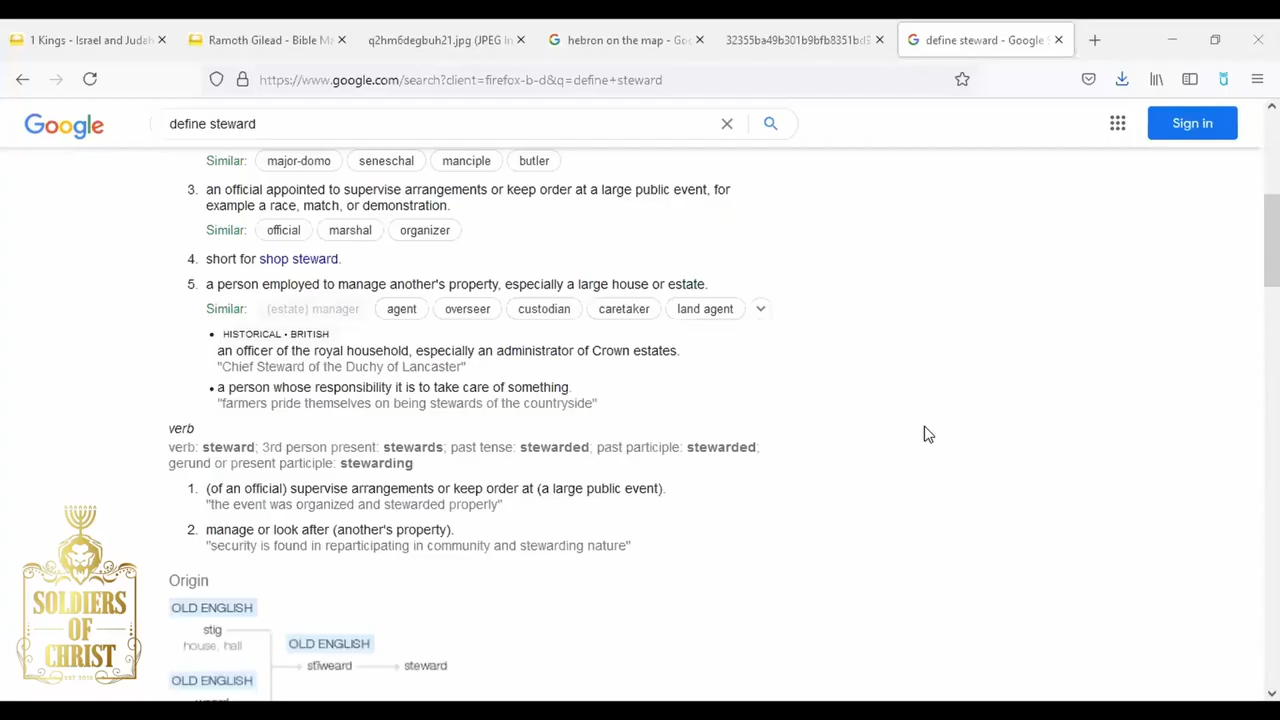 1 Kings - Israel and Judah
Ramoth Gilead - Bible Ma
q2hm6degbuh21.jpg (JPEG In
hebron on the map - Go
define steward - Google S
https://www.google.com/search?client=firefox-b-d&q=define+steward
Google
define steward
Sign in
Similar: major-domo seneschal manciple butler
3. an official appointed to supervise arrangements or keep order at a large public event, for
example a race, match, or demonstration.
Similar: official marshal organizer
4. short for shop steward.
5. a person employed to manage another's property, especially a large house or estate.
Similar: (estate) manager agent overseer custodian caretaker land agent
• HISTORICAL • BRITISH
an officer of the royal household, especially an administrator of Crown estates.
"Chief Steward of the Duchy of Lancaster"
• a person whose responsibility it is to take care of something.
"farmers pride themselves on being stewards of the countryside"
verb
verb: steward; 3rd person present: stewards; past tense: stewarded; past participle: stewarded;
gerund or present participle: stewarding
1. (of an official) supervise arrangements or keep order at (a large public event).
"the event was organized and stewarded properly"
2. manage or look after (another's property).
"security is found in reparticipating in community and stewarding nature"
Origin
OLD ENGLISH
stig
house, hall
OLD ENGLISH
stīweard
steward
OLD ENGLISH
SOLDIERS
OF
CHRIST